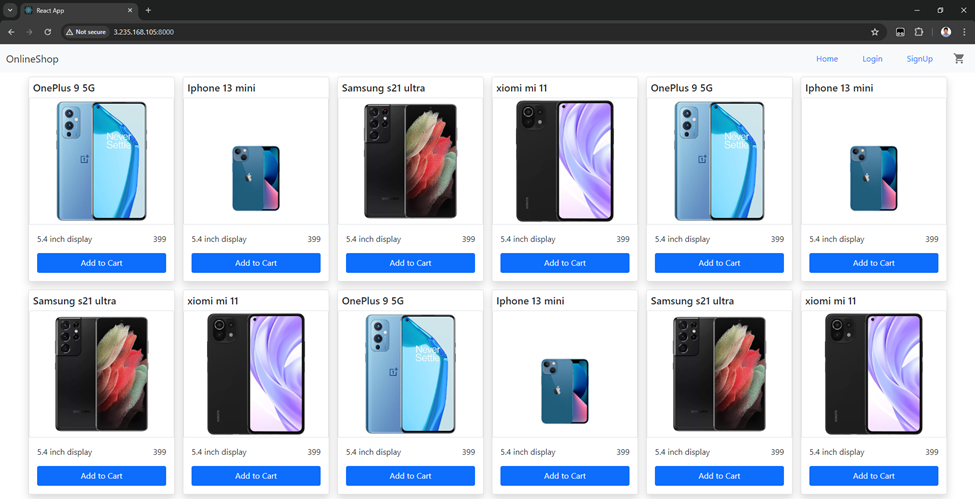 React App
Not secure 3.235.168.105:8000
OnlineShop Home Login SignUp
OnePlus 9 5G Iphone 13 mini Samsung s21 ultra xiomi mi 11 OnePlus 9 5G Iphone 13 mini
Never Never
Settle Settle
5.4 inch display 399 5.4 inch display 399 5.4 inch display 399 5.4 inch display 399 5.4 inch display 399 5.4 inch display 399
Add to Cart Add to Cart Add to Cart Add to Cart Add to Cart Add to Cart
Samsung s21 ultra xiomi mi 11 OnePlus 9 5G Iphone 13 mini Samsung s21 ultra xiomi mi 11
Never
Settle
5.4 inch display 399 5.4 inch display 399 5.4 inch display 399 5.4 inch display 399 5.4 inch display 399 5.4 inch display 399
Add to Cart Add to Cart Add to Cart Add to Cart Add to Cart Add to Cart